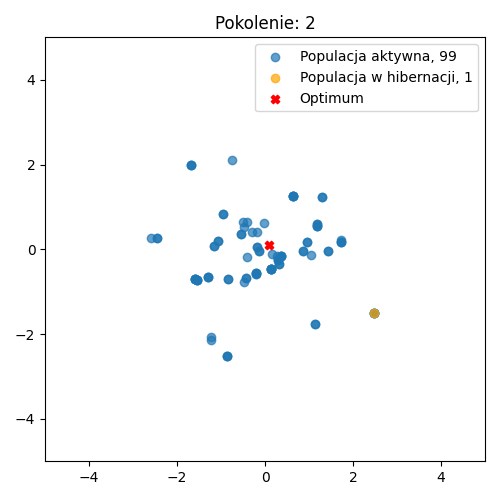 Pokolenie: 2
Populacja aktywna, 99
Populacja w hibernacji, 1
Optimum
4
2
0
−2
−4
−4
−2
0
2
4